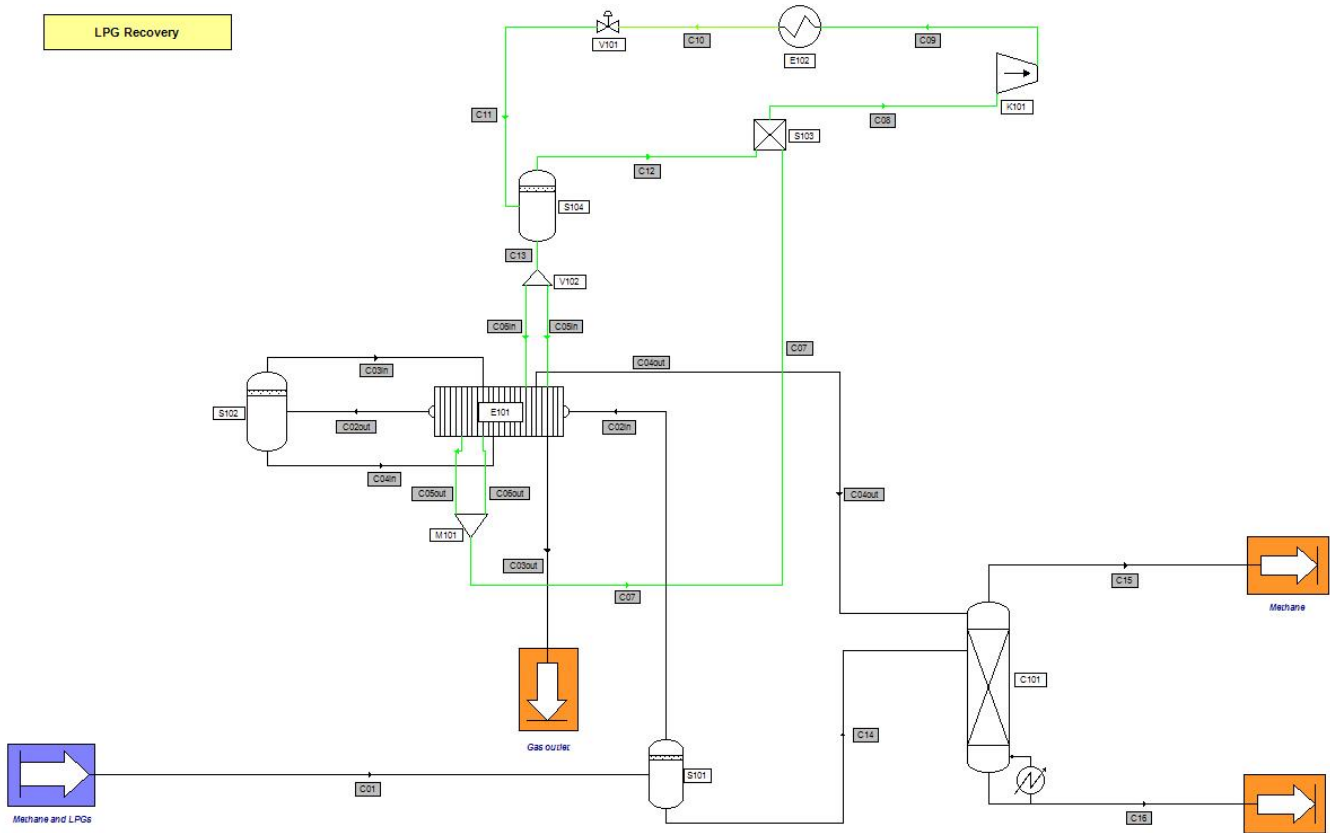 LPG Recovery
V101
C10
E102
C09
K101
C11
C08
S103
C12
S104
C13
V102
C06in
C05in
C07
C04out
C03in
S102
C02out
E101
C02in
C04in
C05out
C06out
C04out
M101
C03out
C07
C15
Methane
C101
C14
Gas outlet
S101
C01
Methane and LPGs
C16